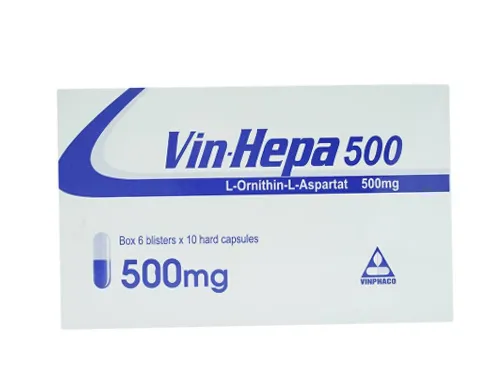 Vin-Hepa 500
L-Ornithin-L-Aspartat 500mg
Box 6 blisters x 10 hard capsules
500mg
VINPHACO